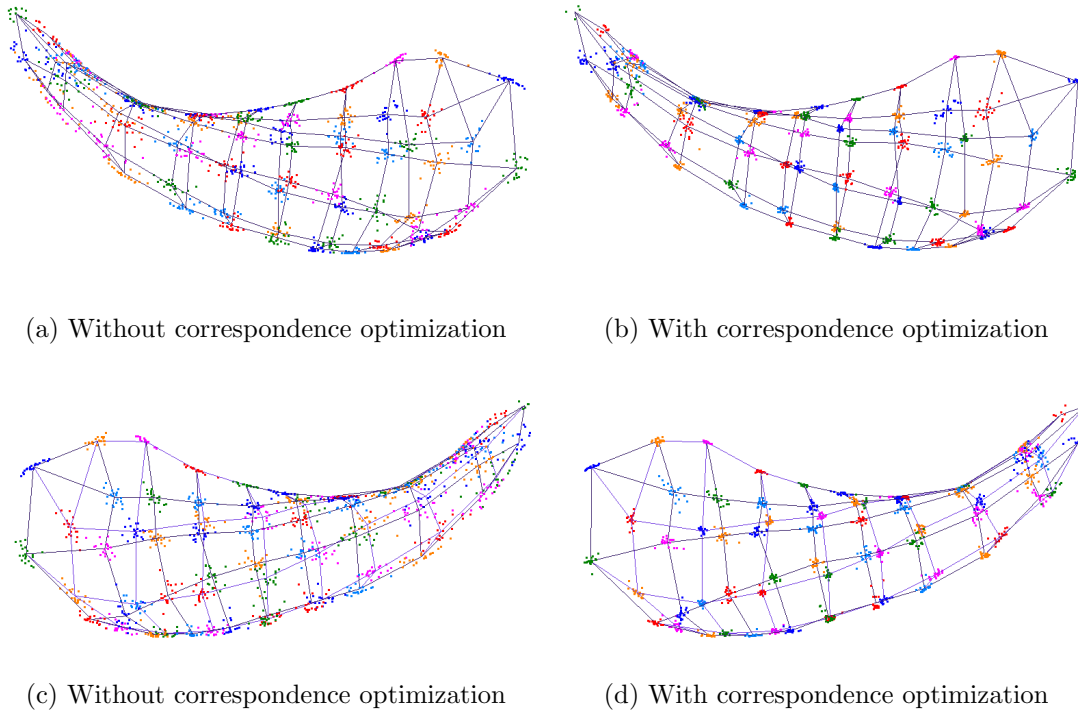 (a) Without correspondence optimization
(b) With correspondence optimization
(c) Without correspondence optimization
(d) With correspondence optimization